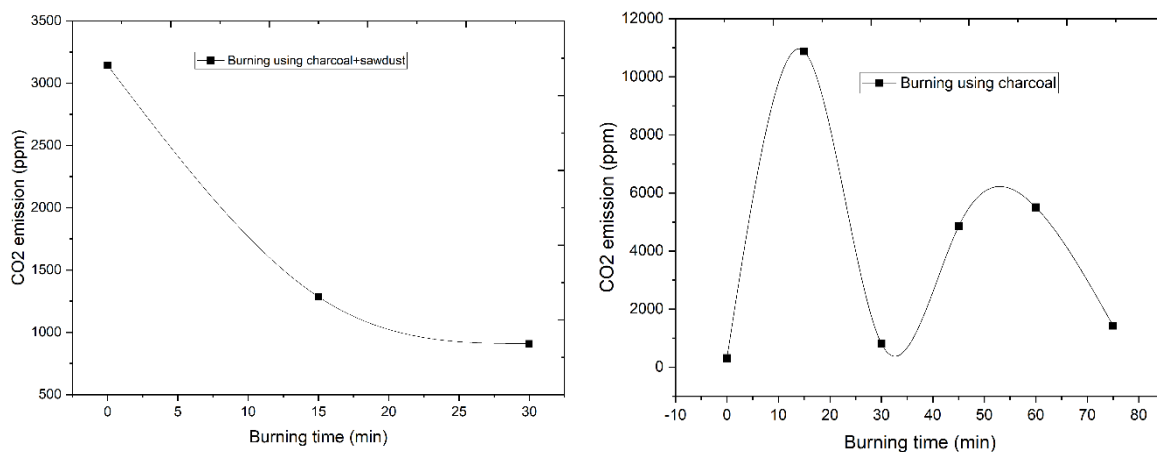 3500
3000
2500
2000
1500
1000
500
CO2 emission (ppm)
Burning using charcoal+sawdust
0 5 10 15 20 25 30
Burning time (min)
12000
10000
8000
6000
4000
2000
0
CO2 emission (ppm)
Burning using charcoal
-10 0 10 20 30 40 50 60 70 80
Burning time (min)